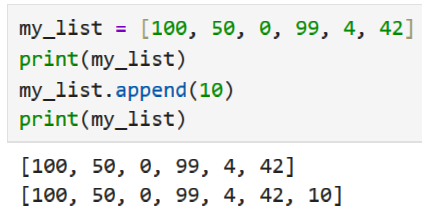 my_list = [100, 50, 0, 99, 4, 42]
print(my_list)
my_list.append(10)
print(my_list)
[100, 50, 0, 99, 4, 42]
[100, 50, 0, 99, 4, 42, 10]